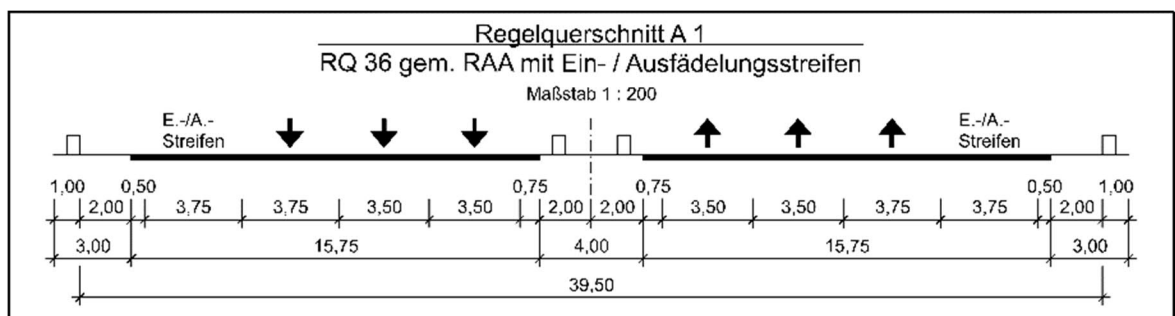 Regelquerschnitt A 1
RQ 36 gem. RAA mit Ein- / Ausfädelungsstreifen
Maßstab 1 : 200
E.-/A.-
Streifen
E.-/A.-
Streifen
1,00 0,50 0,75 0,75 0,50 1,00
2,00 3,75 3,75 3,50 3,50 2,00 2,00 3,50 3,50 3,75 3,75 2,00
3,00 15,75 4,00 15,75 3,00
39,50